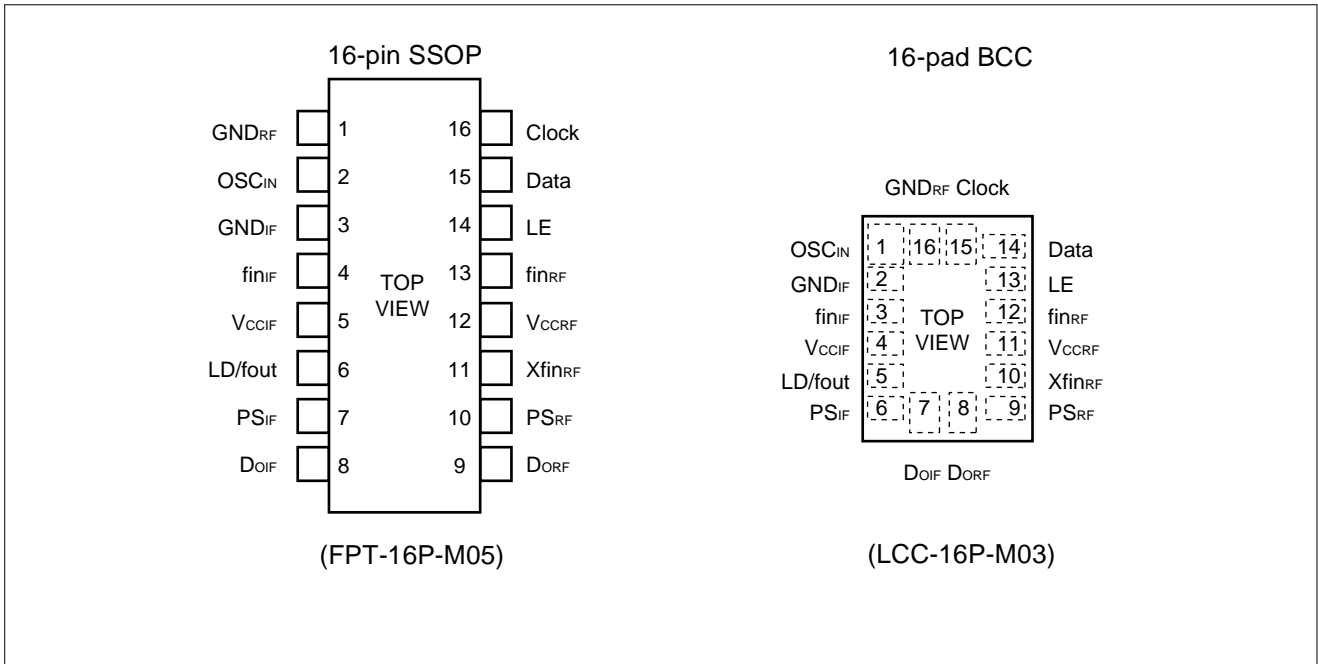 16-pin SSOP
GNDRF 1 16 Clock
OSCIN 2 15 Data
GNDIF 3 14 LE
finIF 4 13 finRF
TOP
VIEW
VCCIF 5 12 VCCRF
LD/fout 6 11 XfinRF
PSIF 7 10 PSRF
DOIF 8 9 DORF
(FPT-16P-M05)
16-pad BCC
GNDRF Clock
OSCIN 1 16 15 14 Data
GNDIF 2 13 LE
finIF 3 12 finRF
TOP
VIEW
VCCIF 4 11 VCCRF
LD/fout 5 10 XfinRF
PSIF 6 7 8 9 PSRF
DOIF DORF
(LCC-16P-M03)